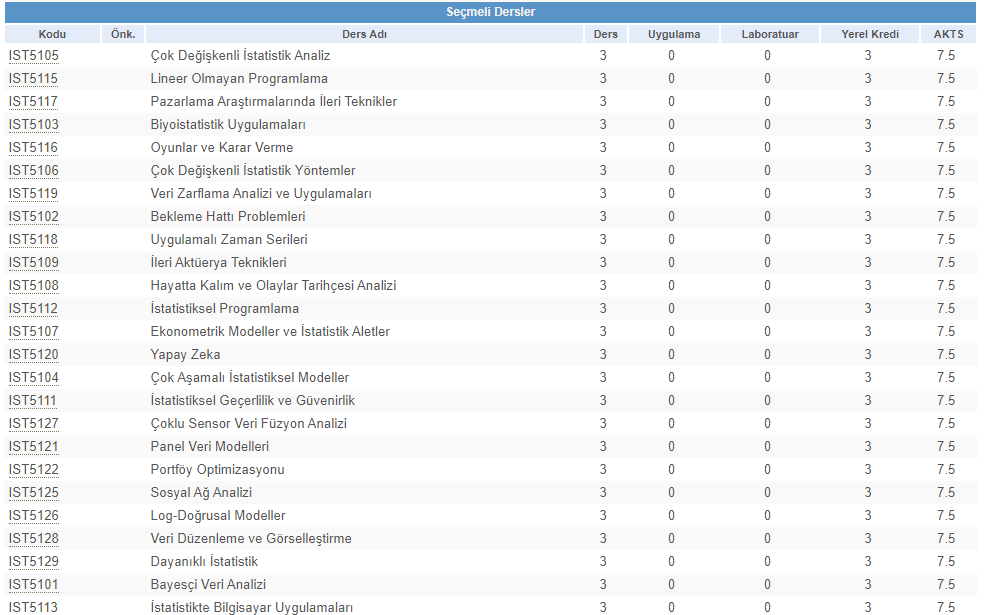 Seçmeli Dersler
Kodu Önk. Ders Adı Ders Uygulama Laboratuar Yerel Kredi AKTS
IST5105 Çok Değişkenli İstatistik Analiz 3 0 0 3 7.5
IST5115 Lineer Olmayan Programlama 3 0 0 3 7.5
IST5117 Pazarlama Araştırmalarında İleri Teknikler 3 0 0 3 7.5
IST5103 Biyoistatistik Uygulamaları 3 0 0 3 7.5
IST5116 Oyunlar ve Karar Verme 3 0 0 3 7.5
IST5106 Çok Değişkenli İstatistik Yöntemler 3 0 0 3 7.5
IST5119 Veri Zarflama Analizi ve Uygulamaları 3 0 0 3 7.5
IST5102 Bekleme Hattı Problemleri 3 0 0 3 7.5
IST5118 Uygulamalı Zaman Serileri 3 0 0 3 7.5
IST5109 İleri Aktüerya Teknikleri 3 0 0 3 7.5
IST5108 Hayatta Kalım ve Olaylar Tarihçesi Analizi 3 0 0 3 7.5
IST5112 İstatistiksel Programlama 3 0 0 3 7.5
IST5107 Ekonometrik Modeller ve İstatistik Aletler 3 0 0 3 7.5
IST5120 Yapay Zeka 3 0 0 3 7.5
IST5104 Çok Aşamalı İstatistiksel Modeller 3 0 0 3 7.5
IST5111 İstatistiksel Geçerlilik ve Güvenirlik 3 0 0 3 7.5
IST5127 Çoklu Sensor Veri Füzyon Analizi 3 0 0 3 7.5
IST5121 Panel Veri Modelleri 3 0 0 3 7.5
IST5122 Portföy Optimizasyonu 3 0 0 3 7.5
IST5125 Sosyal Ağ Analizi 3 0 0 3 7.5
IST5126 Log-Doğrusal Modeller 3 0 0 3 7.5
IST5128 Veri Düzenleme ve Görselleştirme 3 0 0 3 7.5
IST5129 Dayanıklı İstatistik 3 0 0 3 7.5
IST5101 Bayesçi Veri Analizi 3 0 0 3 7.5
IST5113 İstatistikte Bilgisayar Uygulamaları 3 0 0 3 7.5